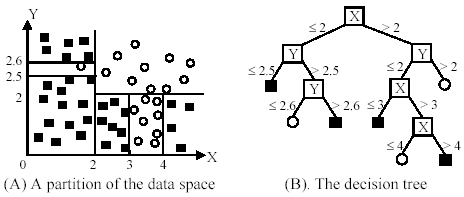 Y
2.6
2.5
2
0
2
3
4
X
(A) A partition of the data space
X
≤ 2
> 2
Y
Y
≤ 2.5
> 2.5
≤ 2
> 2
Y
X
≤ 2.6
> 2.6
≤ 3
> 3
X
≤ 4
> 4
(B). The decision tree